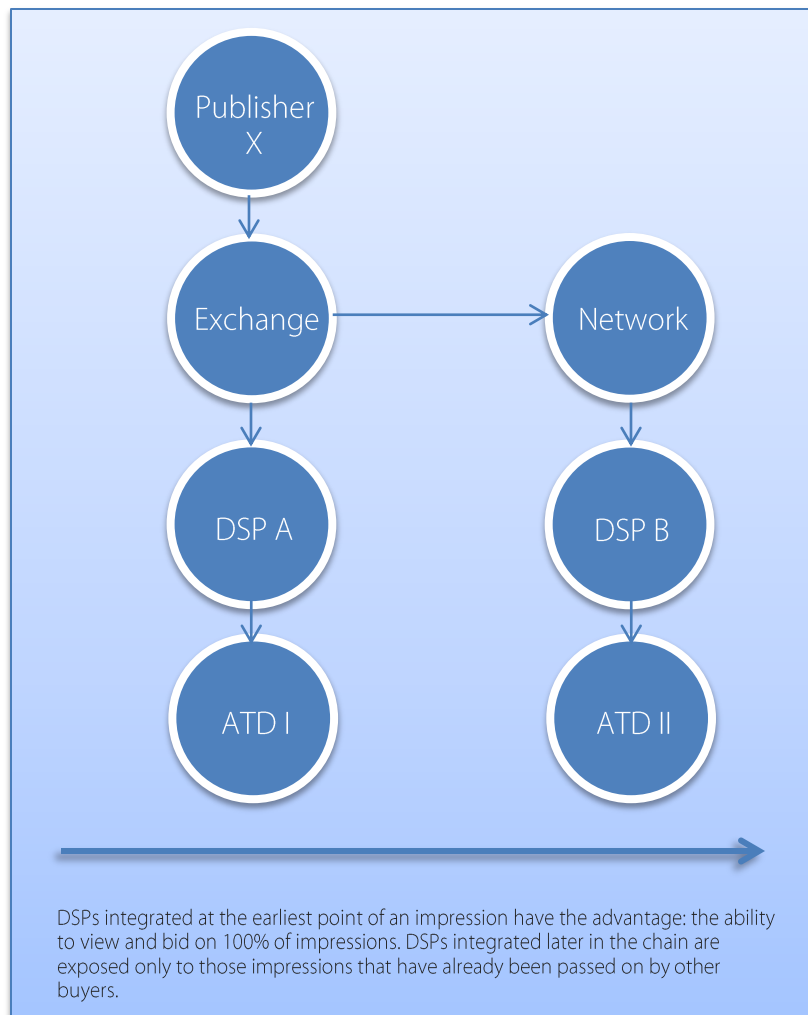 Publisher
X
Exchange
Network
DSP A
DSP B
ATD I
ATD II
DSPs integrated at the earliest point of an impression have the advantage: the ability
to view and bid on 100% of impressions. DSPs integrated later in the chain are
exposed only to those impressions that have already been passed on by other
buyers.